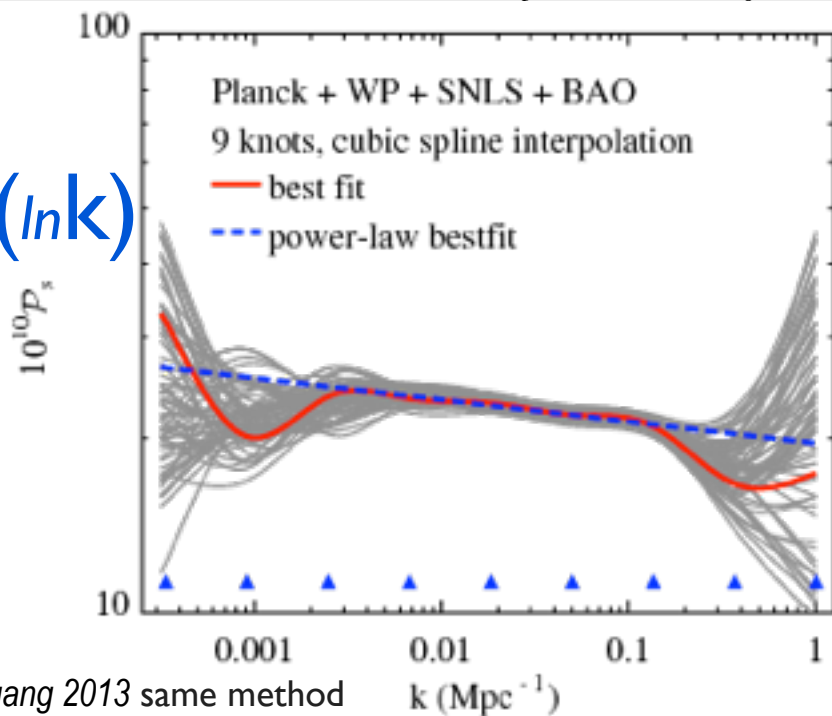 100
Planck + WP + SNLS + BAO
9 knots, cubic spline interpolation
best fit
power-law bestfit
(lnk)
10¹⁰𝒫ₛ
10
0.001 0.01 0.1 1
2013 same method
k (Mpc⁻¹)